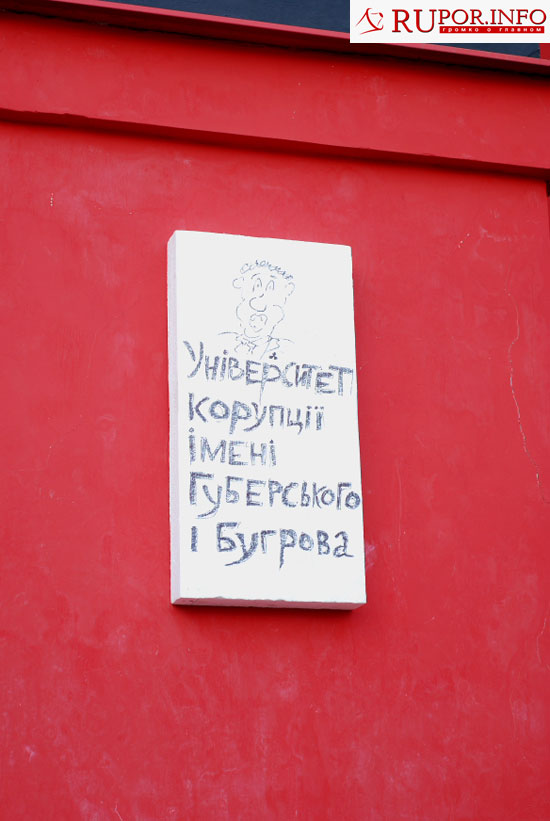 RUPOR.INFO
громко о главном
Університет
корупції
імені
Губерського
і Бугрова